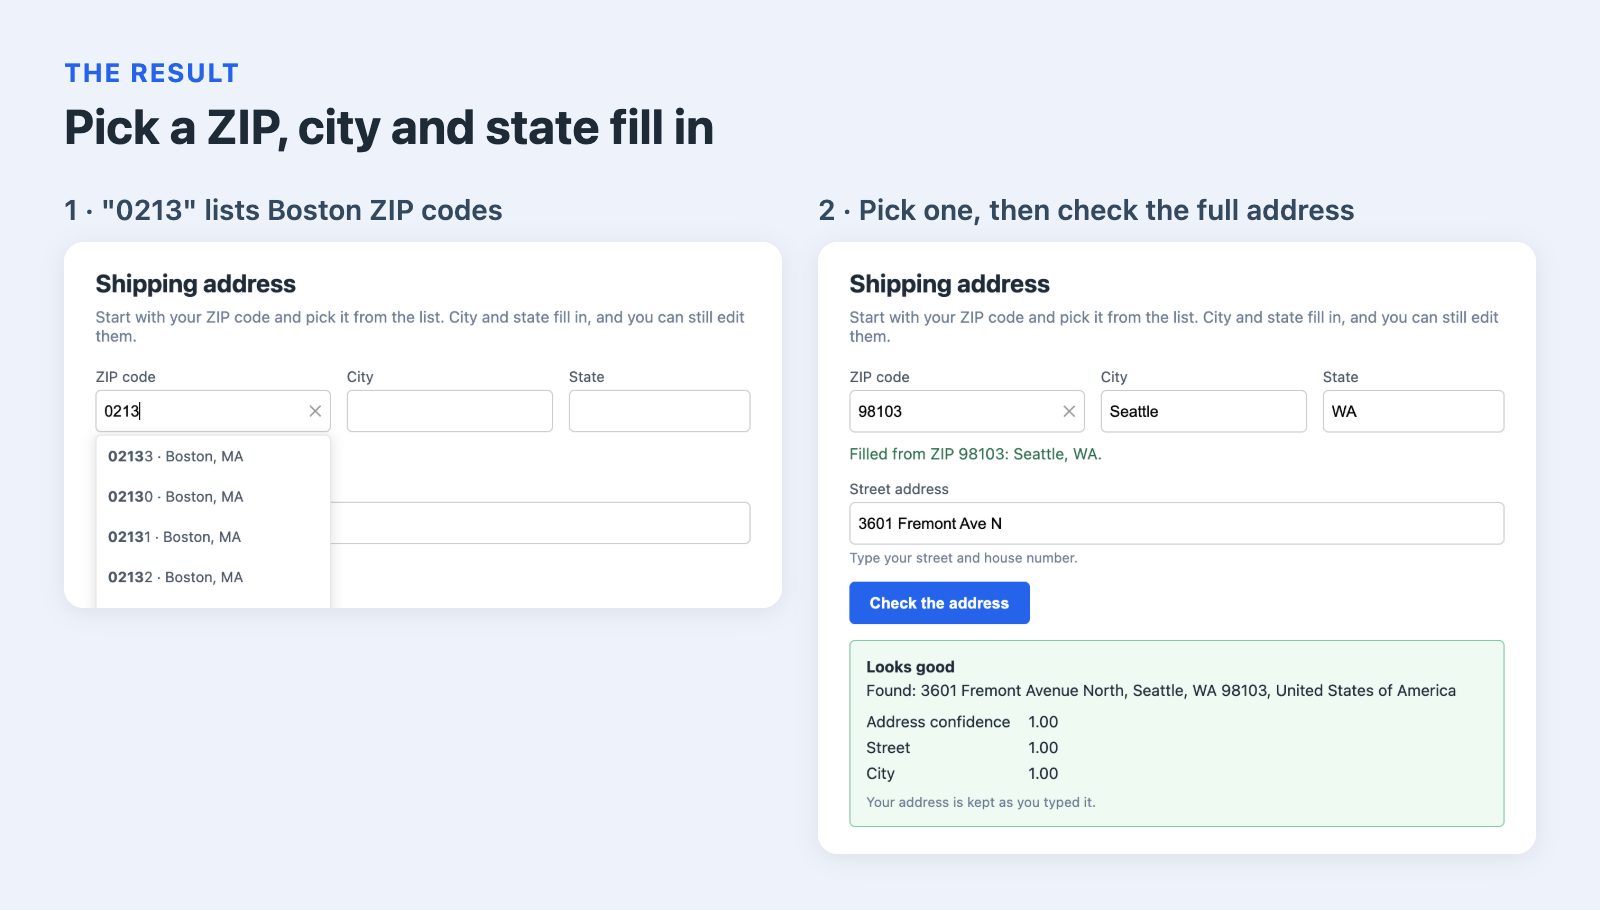 THE RESULT
Pick a ZIP, city and state fill in
1 · "0213" lists Boston ZIP codes
Shipping address
Start with your ZIP code and pick it from the list. City and state fill in, and you can still edit
them.
ZIP code
City
State
0213
02133 · Boston, MA
02130 · Boston, MA
02131 · Boston, MA
02132 · Boston, MA
2 · Pick one, then check the full address
Shipping address
Start with your ZIP code and pick it from the list. City and state fill in, and you can still edit
them.
ZIP code
City
State
98103
Seattle
WA
Filled from ZIP 98103: Seattle, WA.
Street address
3601 Fremont Ave N
Type your street and house number.
Check the address
Looks good
Found: 3601 Fremont Avenue North, Seattle, WA 98103, United States of America
Address confidence 1.00
Street 1.00
City 1.00
Your address is kept as you typed it.